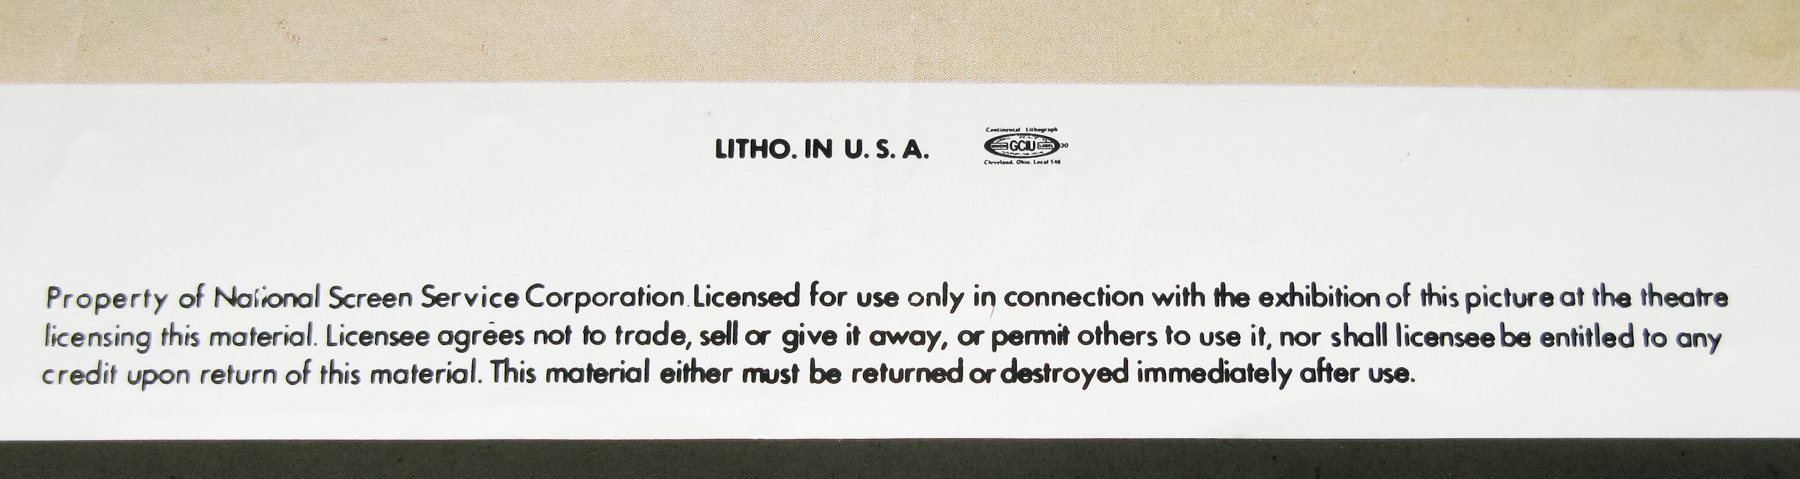 LITHO. IN U. S. A.
Continental Lithograph
GCIU
Cleveland, Ohio. Local 546
Property of National Screen Service Corporation. Licensed for use only in connection with the exhibition of this picture at the theatre
licensing this material. Licensee agrees not to trade, sell or give it away, or permit others to use it, nor shall licensee be entitled to any
credit upon return of this material. This material either must be returned or destroyed immediately after use.